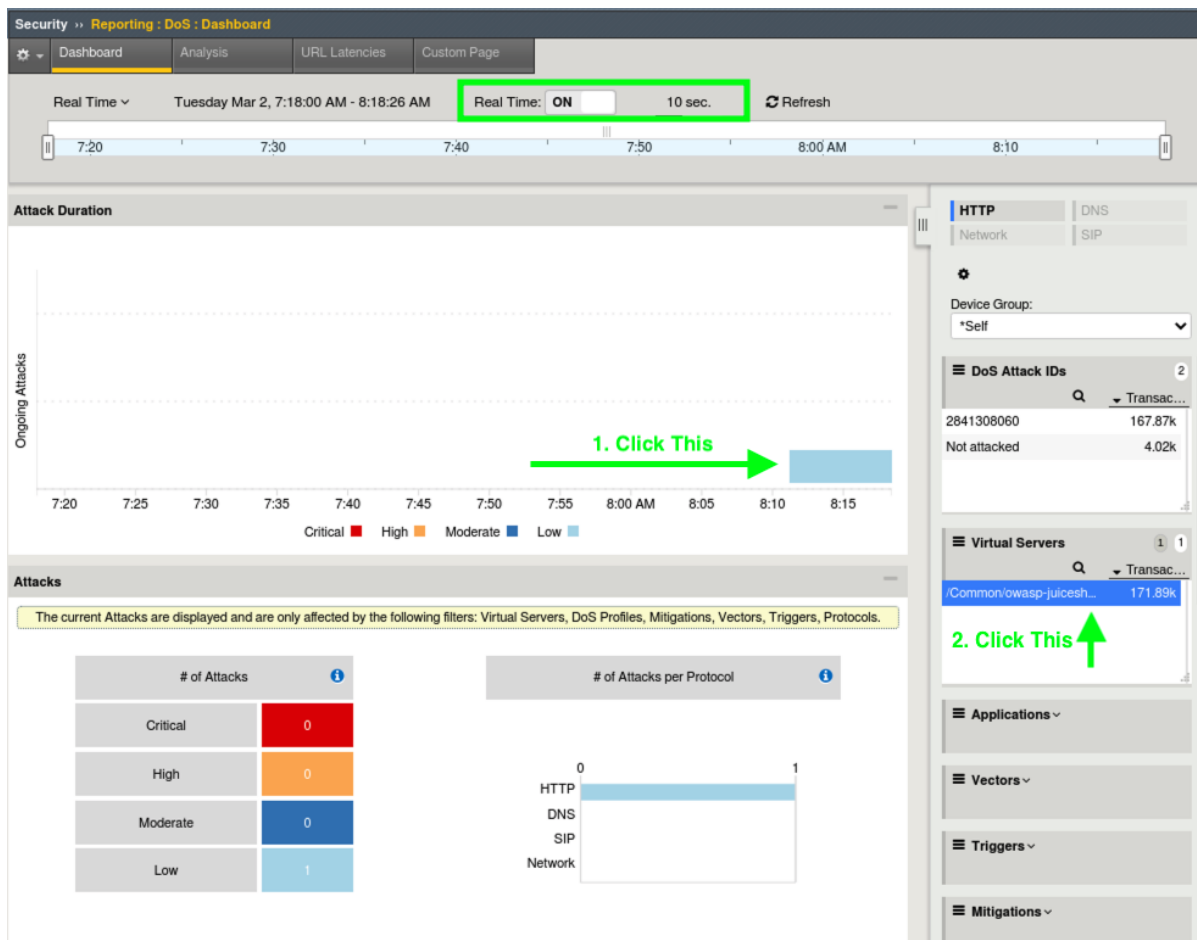 Security ›› Reporting : DoS : Dashboard
Dashboard Analysis URL Latencies Custom Page
Real Time Tuesday Mar 2, 7:18:00 AM - 8:18:26 AM Real Time: ON 10 sec. Refresh
7:20 7:30 7:40 7:50 8:00 AM 8:10
Attack Duration
Ongoing Attacks
1. Click This
7:20 7:25 7:30 7:35 7:40 7:45 7:50 7:55 8:00 AM 8:05 8:10 8:15
Critical High Moderate Low
Attacks
The current Attacks are displayed and are only affected by the following filters: Virtual Servers, DoS Profiles, Mitigations, Vectors, Triggers, Protocols.
# of Attacks
Critical 0
High 0
Moderate 0
Low 1
# of Attacks per Protocol
0 1
HTTP
DNS
SIP
Network
HTTP DNS
Network SIP
Device Group:
*Self
DoS Attack IDs 2
Transac...
2841308060 167.87k
Not attacked 4.02k
Virtual Servers 1 1
Transac...
/Common/owasp-juicesh... 171.89k
2. Click This
Applications
Vectors
Triggers
Mitigations